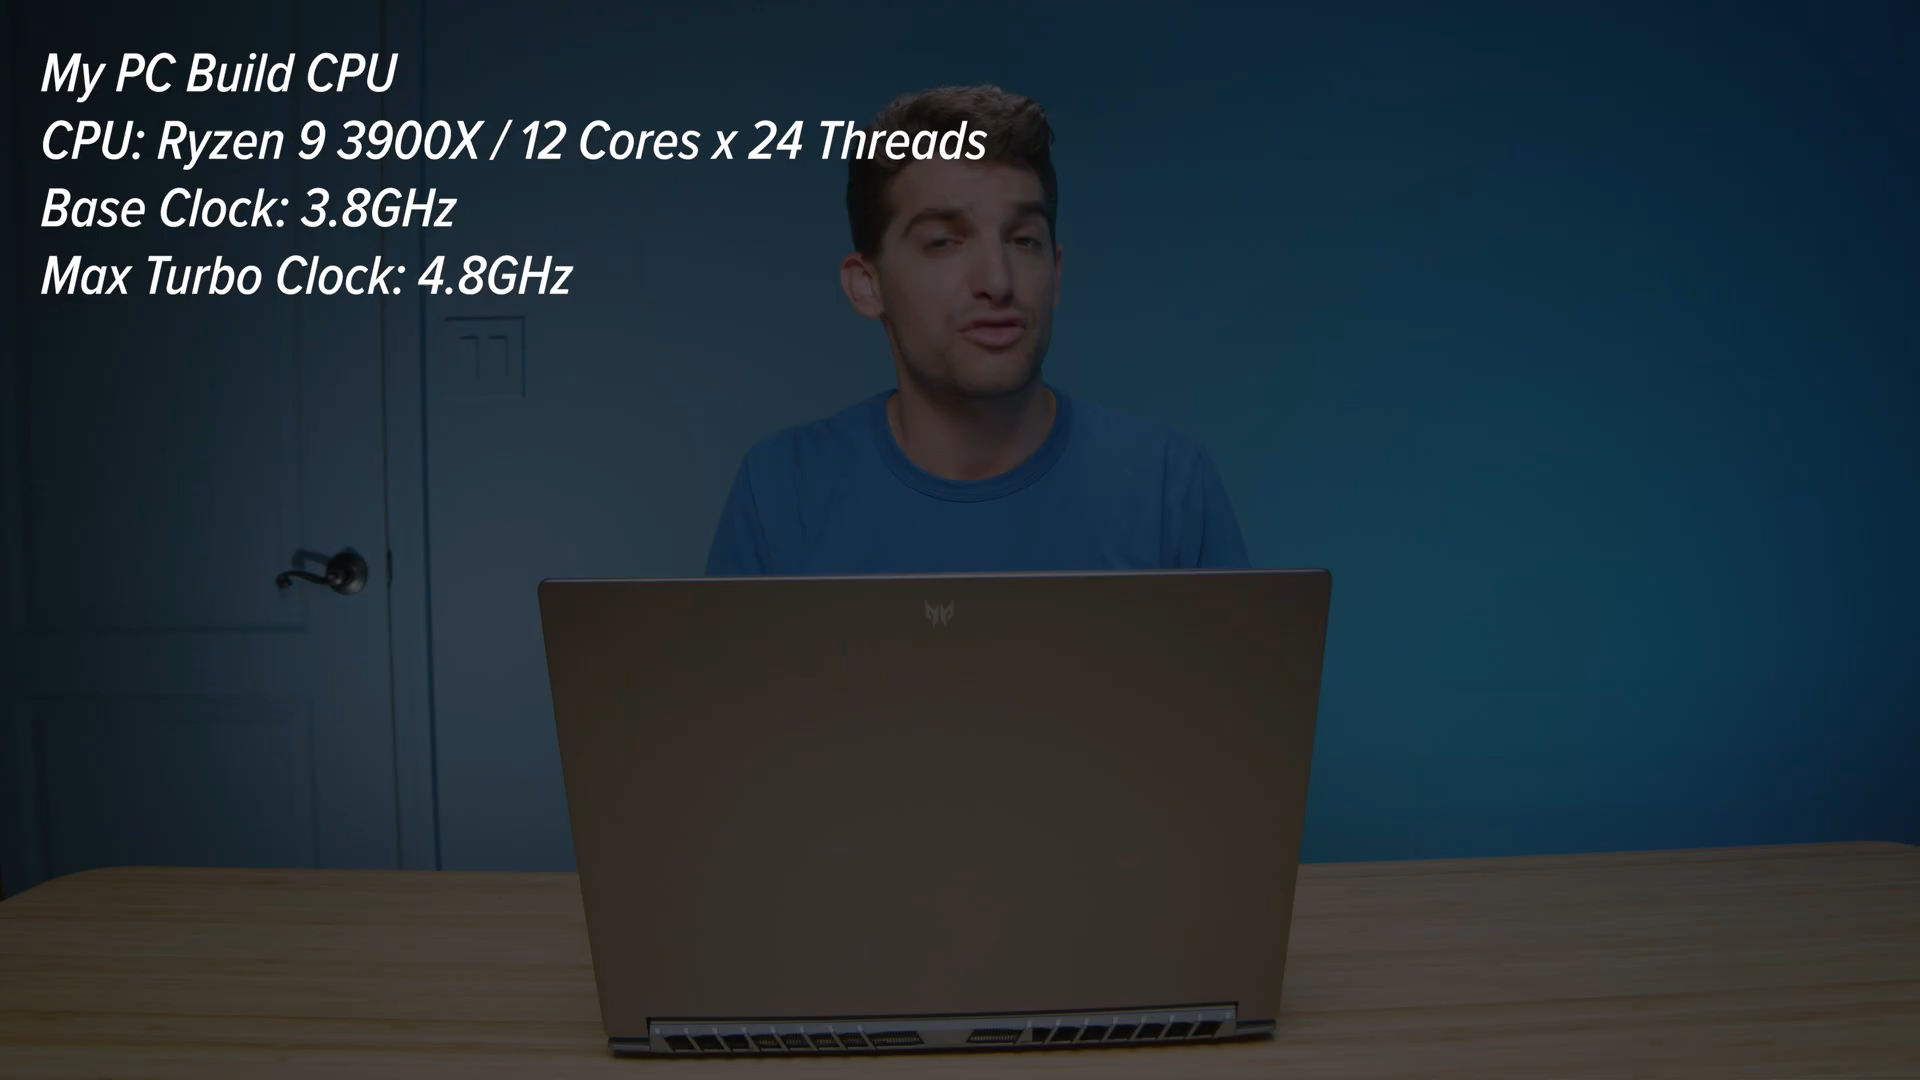 My PC Build CPU
CPU: Ryzen 9 3900X / 12 Cores x 24 Threads
Base Clock: 3.8GHz
Max Turbo Clock: 4.8GHz